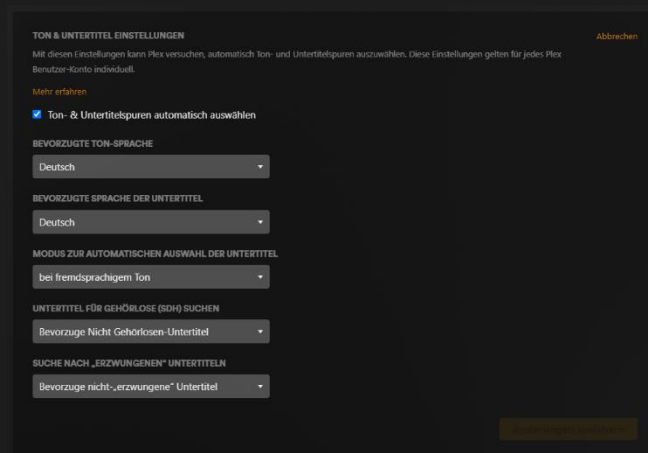 TON & UNTERTITEL EINSTELLUNGEN
Abbrechen
Mit diesen Einstellungen kann Plex versuchen, automatisch Ton- und Untertitelspuren auszuwählen. Diese Einstellungen gelten für jedes Plex
Benutzer-Konto individuell.
Mehr erfahren
Ton- & Untertitelspuren automatisch auswählen
BEVORZUGTE TON-SPRACHE
Deutsch
BEVORZUGTE SPRACHE DER UNTERTITEL
Deutsch
MODUS ZUR AUTOMATISCHEN AUSWAHL DER UNTERTITEL
bei fremdsprachigem Ton
UNTERTITEL FÜR GEHÖRLOSE (SDH) SUCHEN
Bevorzuge Nicht Gehörlosen-Untertitel
SUCHE NACH „ERZWUNGENEN“ UNTERTITELN
Bevorzuge nicht-„erzwungene“ Untertitel